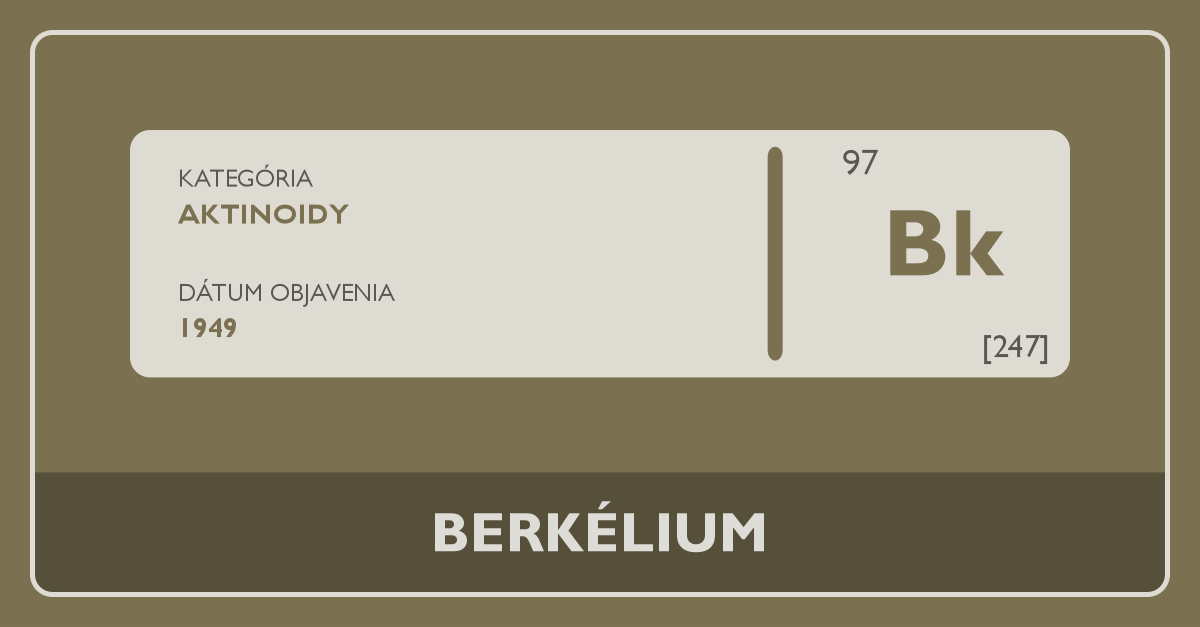 KATEGÓRIA
AKTINOIDY
DÁTUM OBJAVENIA
1949
97
Bk
[247]
BERKÉLIUM